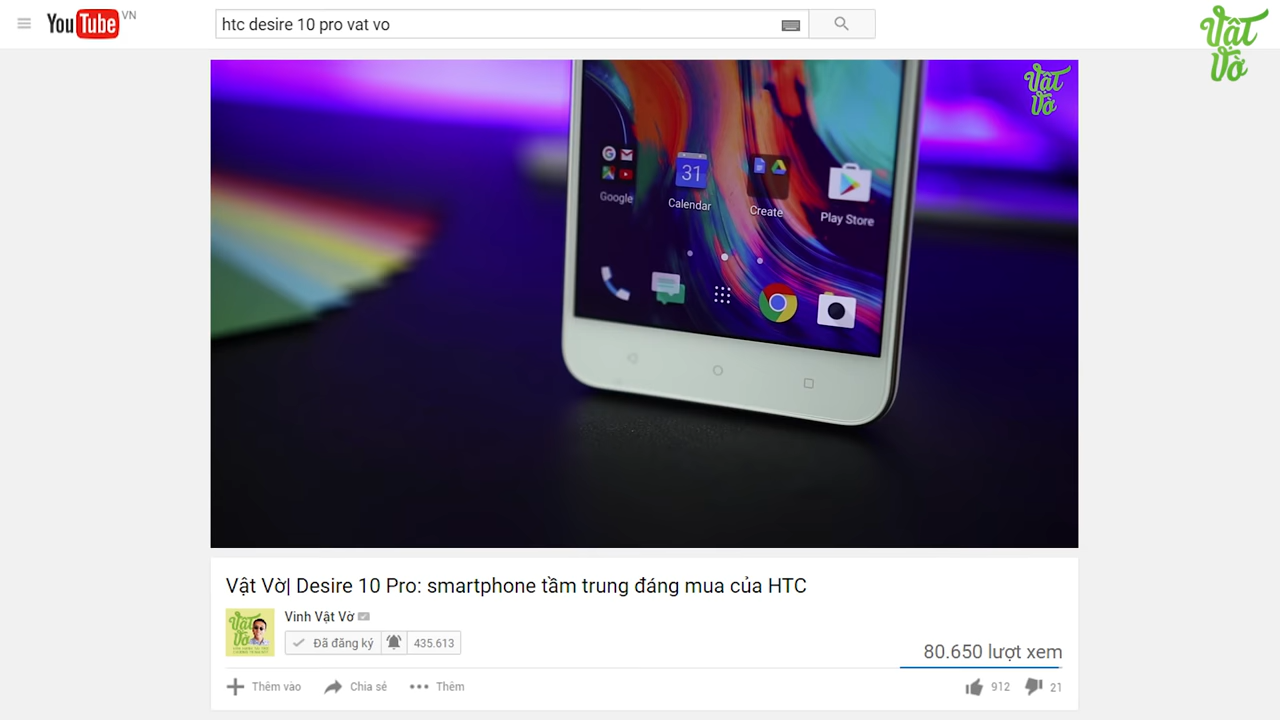 YouTube VN
htc desire 10 pro vat vo
Vật Vờ
Vật Vờ
31
Google
Calendar
Create
Play Store
Vật Vờ| Desire 10 Pro: smartphone tầm trung đáng mua của HTC
Vật Vờ
Vinh Vật Vờ
Đã đăng ký
435.613
80.650 lượt xem
Thêm vào
Chia sẻ
Thêm
912
21